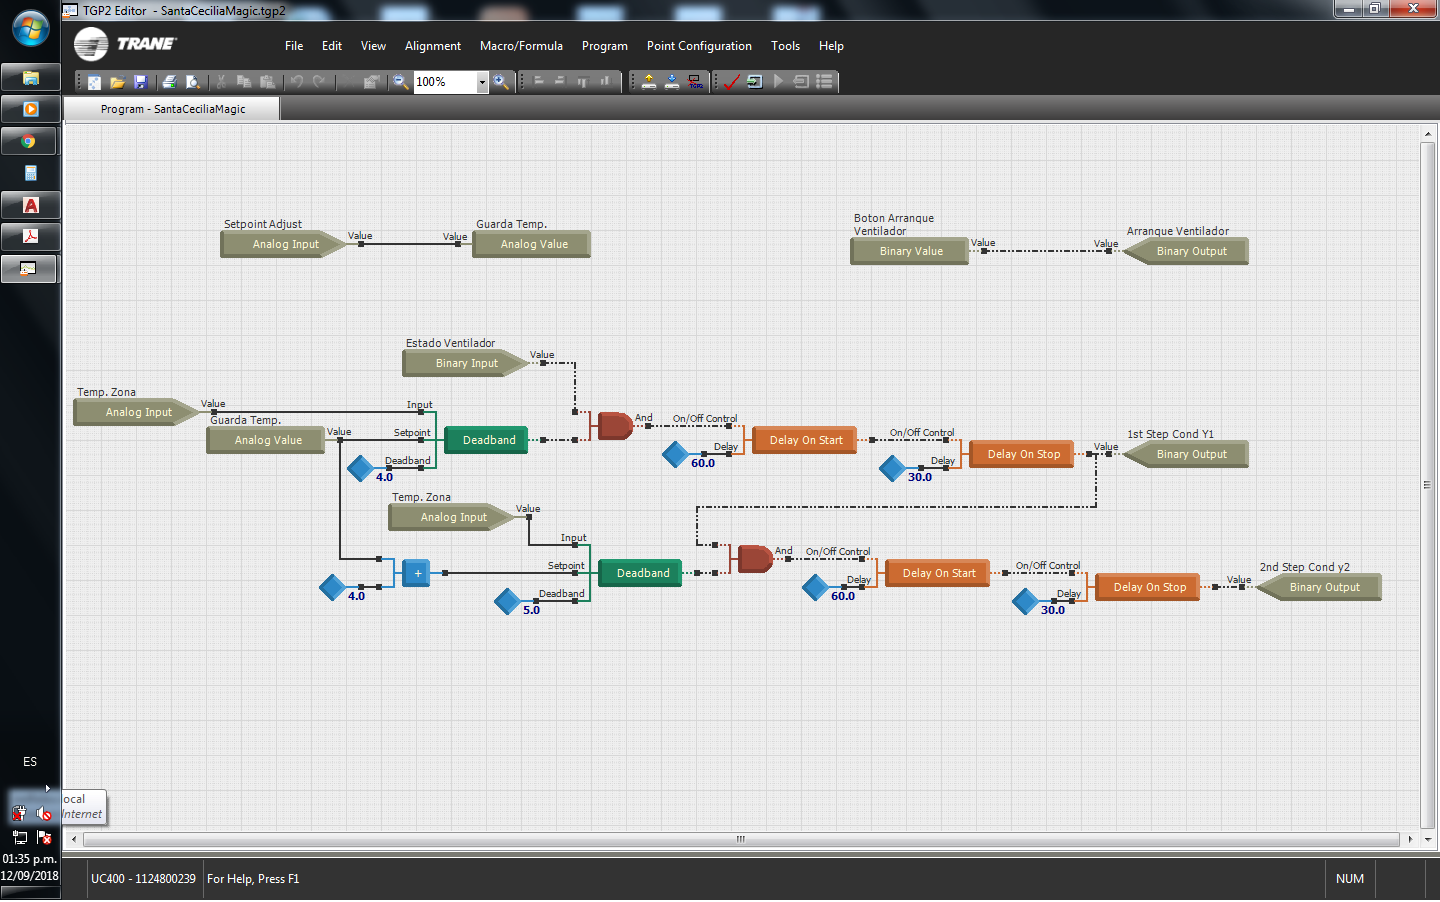 TGP2 Editor - SantaCeciliaMagic.tgp2
TRANE
File Edit View Alignment Macro/Formula Program Point Configuration Tools Help
100%
TGP2
Program - SantaCeciliaMagic
Setpoint Adjust
Analog Input
Value
Value
Guarda Temp.
Analog Value
Boton Arranque
Ventilador
Binary Value
Value
Value
Arranque Ventilador
Binary Output
Estado Ventilador
Binary Input
Value
Temp. Zona
Analog Input
Value
Input
Guarda Temp.
Analog Value
Value
Setpoint
Deadband
4.0
Deadband
And
On/Off Control
Delay
60.0
Delay On Start
On/Off Control
Delay
30.0
Delay On Stop
Value
1st Step Cond Y1
Binary Output
Temp. Zona
Analog Input
Value
Input
4.0
+
Setpoint
Deadband
5.0
Deadband
And
On/Off Control
Delay
60.0
Delay On Start
On/Off Control
Delay
30.0
Delay On Stop
Value
2nd Step Cond y2
Binary Output
ES
ocal
Internet
01:35 p.m.
12/09/2018
UC400 - 1124800239
For Help, Press F1
NUM